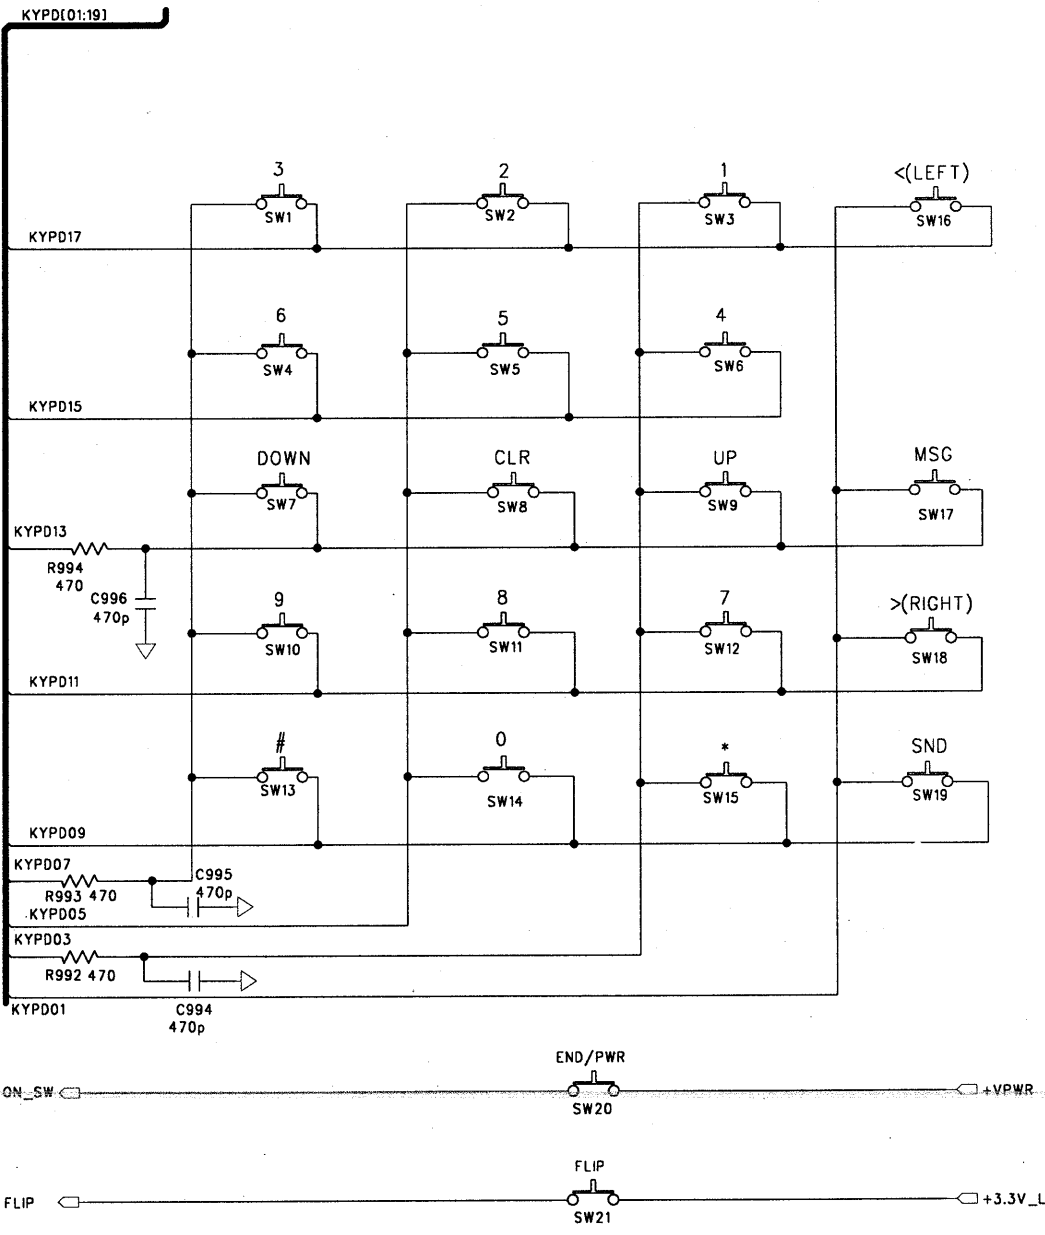 KYPD[01:19]
3 2 1 <(LEFT)
SW1 SW2 SW3 SW16
KYPD17
6 5 4
SW4 SW5 SW6
KYPD15
DOWN CLR UP MSG
SW7 SW8 SW9 SW17
KYPD13
R994
470
C996
470p
9 8 7 >(RIGHT)
SW10 SW11 SW12 SW18
KYPD11
# 0 * SND
SW13 SW14 SW15 SW19
KYPD09
KYPD07
C995
470p
R993 470
KYPD05
KYPD03
R992 470
KYPD01
C994
470p
END/PWR
ON_SW +VPWR
SW20
FLIP
FLIP +3.3V_L
SW21